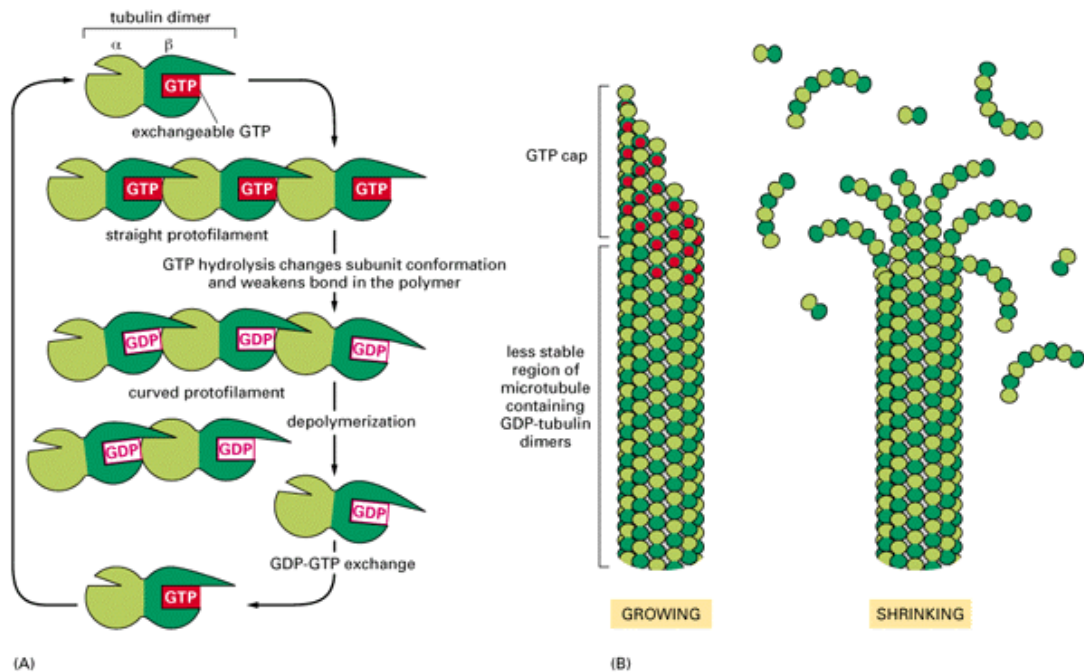 tubulin dimer
α β
GTP
exchangeable GTP
GTP GTP GTP
straight protofilament
GTP hydrolysis changes subunit conformation
and weakens bond in the polymer
GDP GDP GDP
curved protofilament
depolymerization
GDP GDP
GDP
GDP-GTP exchange
GTP
(A)
GTP cap
less stable
region of
microtubule
containing
GDP-tubulin
dimers
GROWING
SHRINKING
(B)